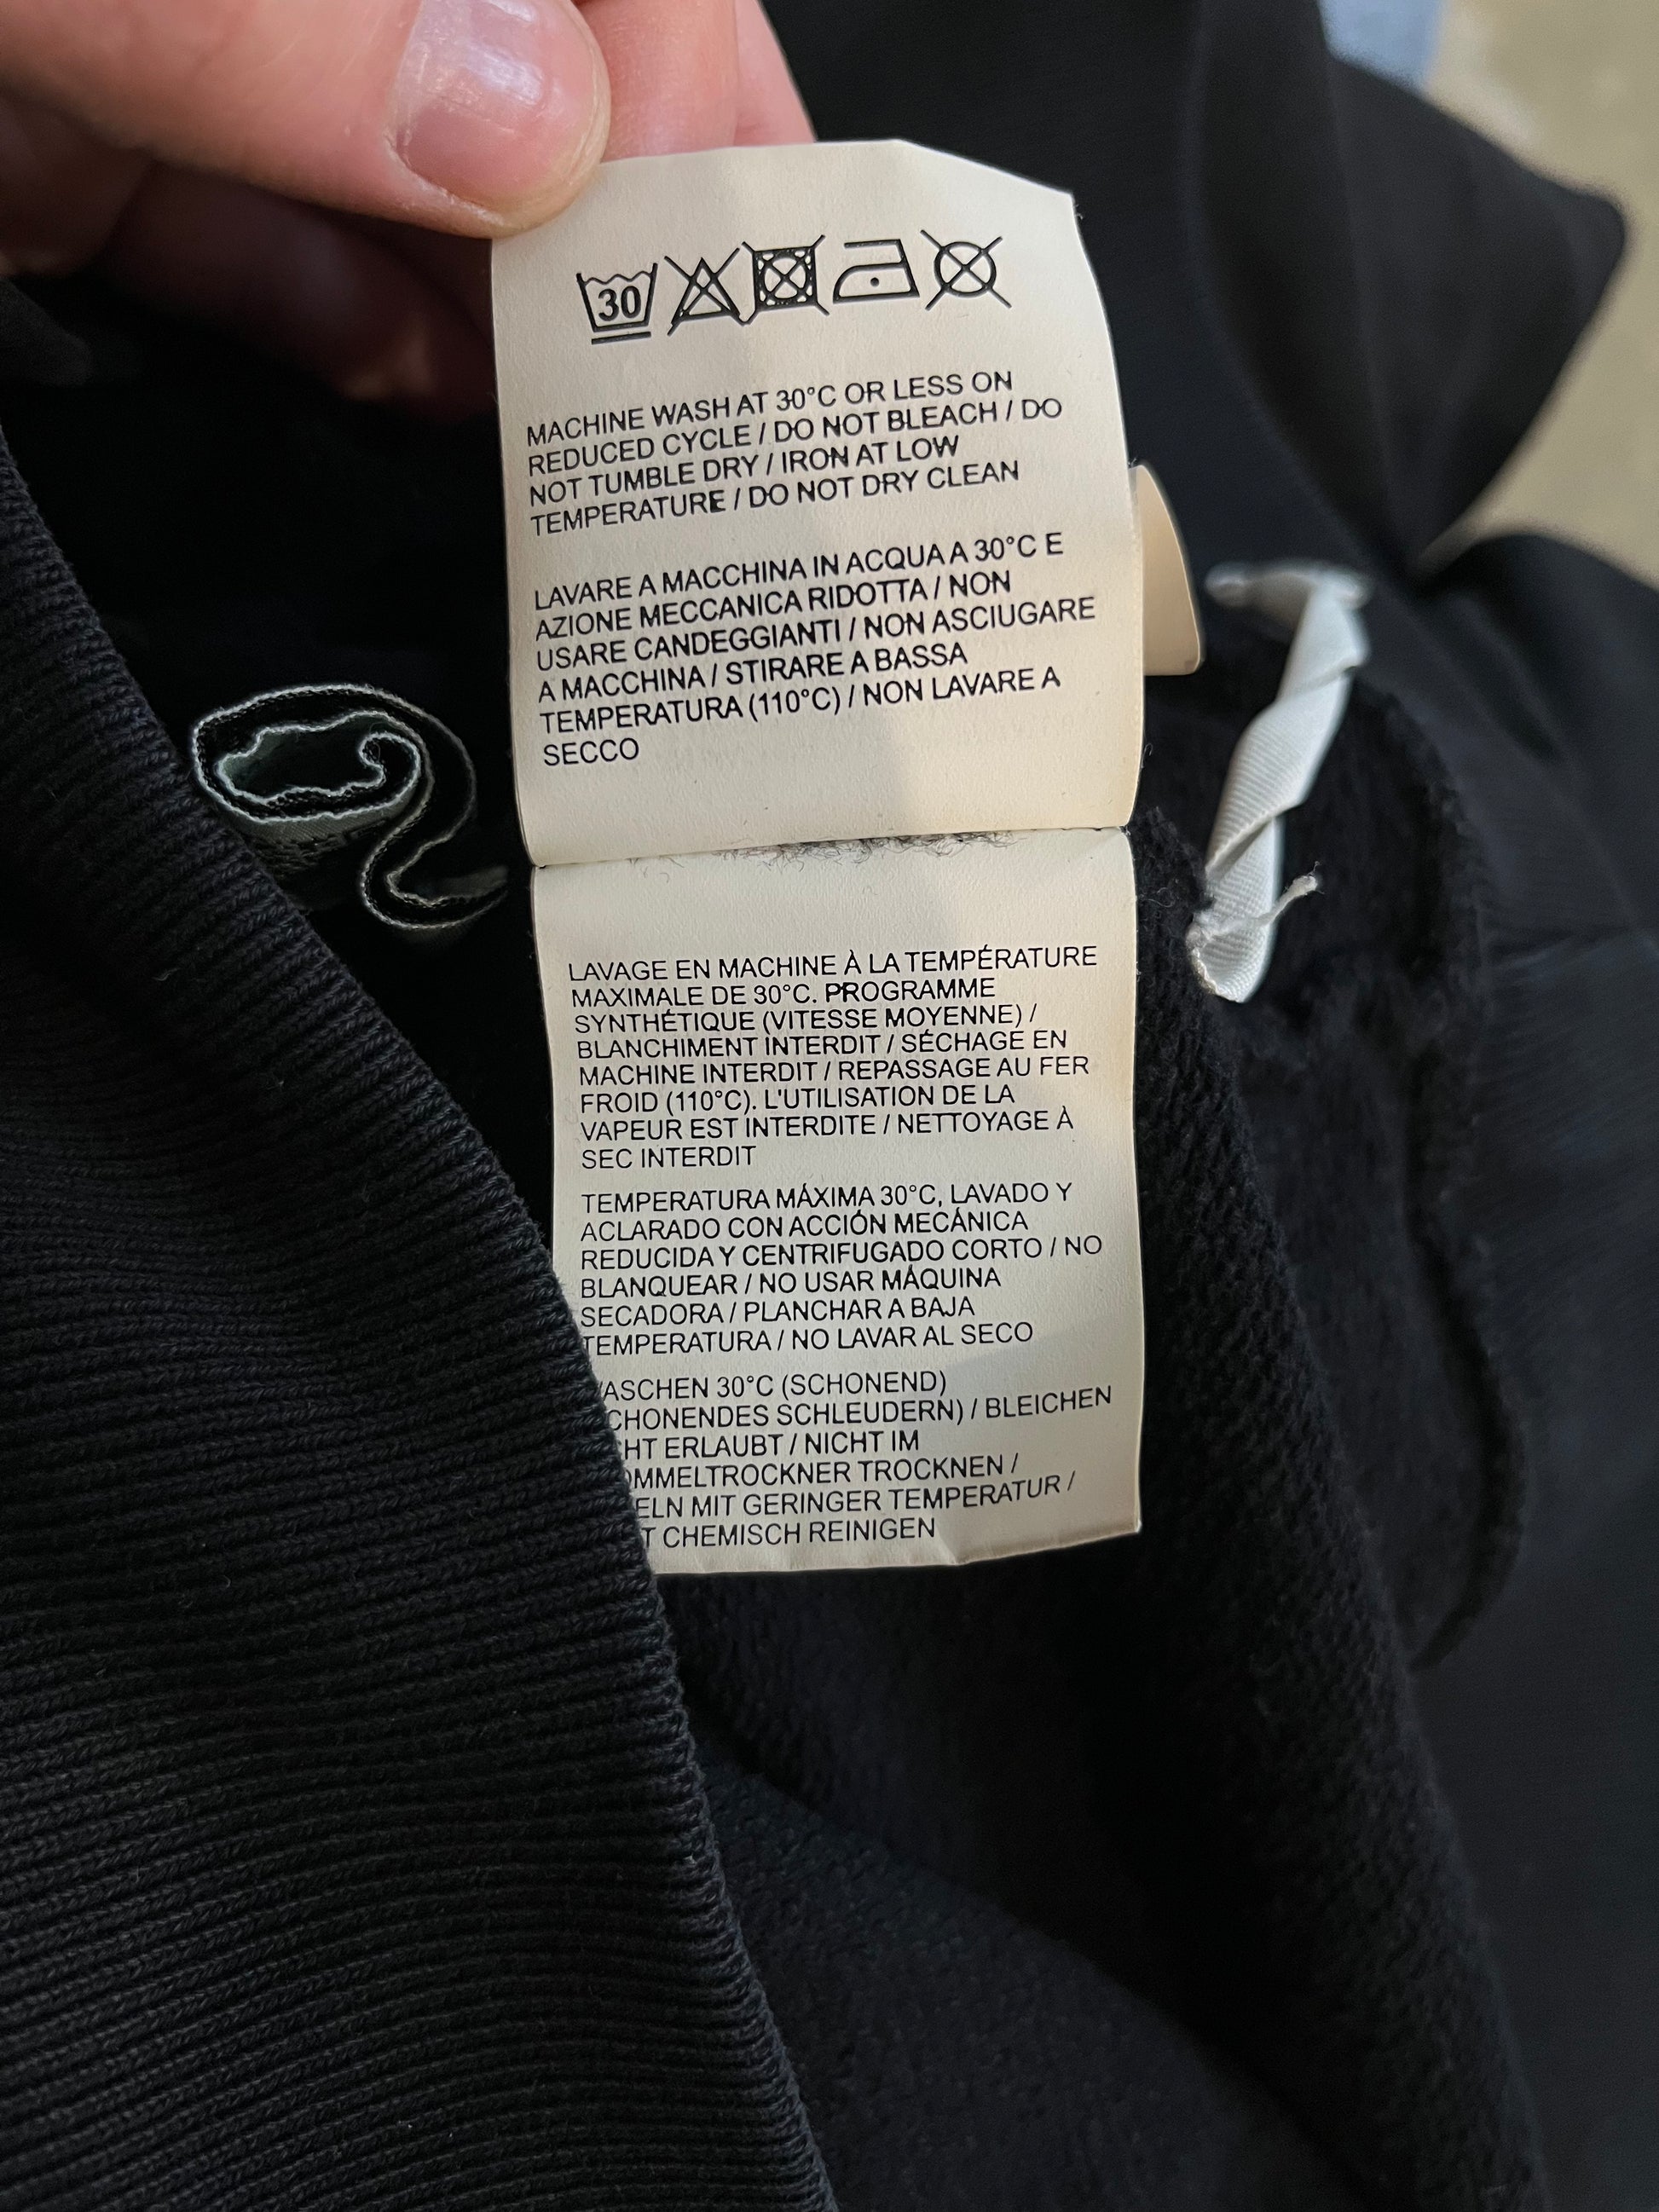 30
MACHINE WASH AT 30°C OR LESS ON
REDUCED CYCLE / DO NOT BLEACH / DO
NOT TUMBLE DRY / IRON AT LOW
TEMPERATURE / DO NOT DRY CLEAN
LAVARE A MACCHINA IN ACQUA A 30°C E
AZIONE MECCANICA RIDOTTA / NON
USARE CANDEGGIANTI / NON ASCIUGARE
A MACCHINA / STIRARE A BASSA
TEMPERATURA (110°C) / NON LAVARE A
SECCO
LAVAGE EN MACHINE À LA TEMPÉRATURE
MAXIMALE DE 30°C. PROGRAMME
SYNTHÉTIQUE (VITESSE MOYENNE) /
BLANCHIMENT INTERDIT / SÉCHAGE EN
MACHINE INTERDIT / REPASSAGE AU FER
FROID (110°C). L'UTILISATION DE LA
VAPEUR EST INTERDITE / NETTOYAGE À
SEC INTERDIT
TEMPERATURA MÁXIMA 30°C, LAVADO Y
ACLARADO CON ACCIÓN MECÁNICA
REDUCIDA Y CENTRIFUGADO CORTO / NO
BLANQUEAR / NO USAR MÁQUINA
SECADORA / PLANCHAR A BAJA
TEMPERATURA / NO LAVAR AL SECO
ASCHEN 30°C (SCHONEND)
CHONENDES SCHLEUDERN) / BLEICHEN
HT ERLAUBT / NICHT IM
OMMELTROCKNER TROCKNEN /
ELN MIT GERINGER TEMPERATUR /
T CHEMISCH REINIGEN